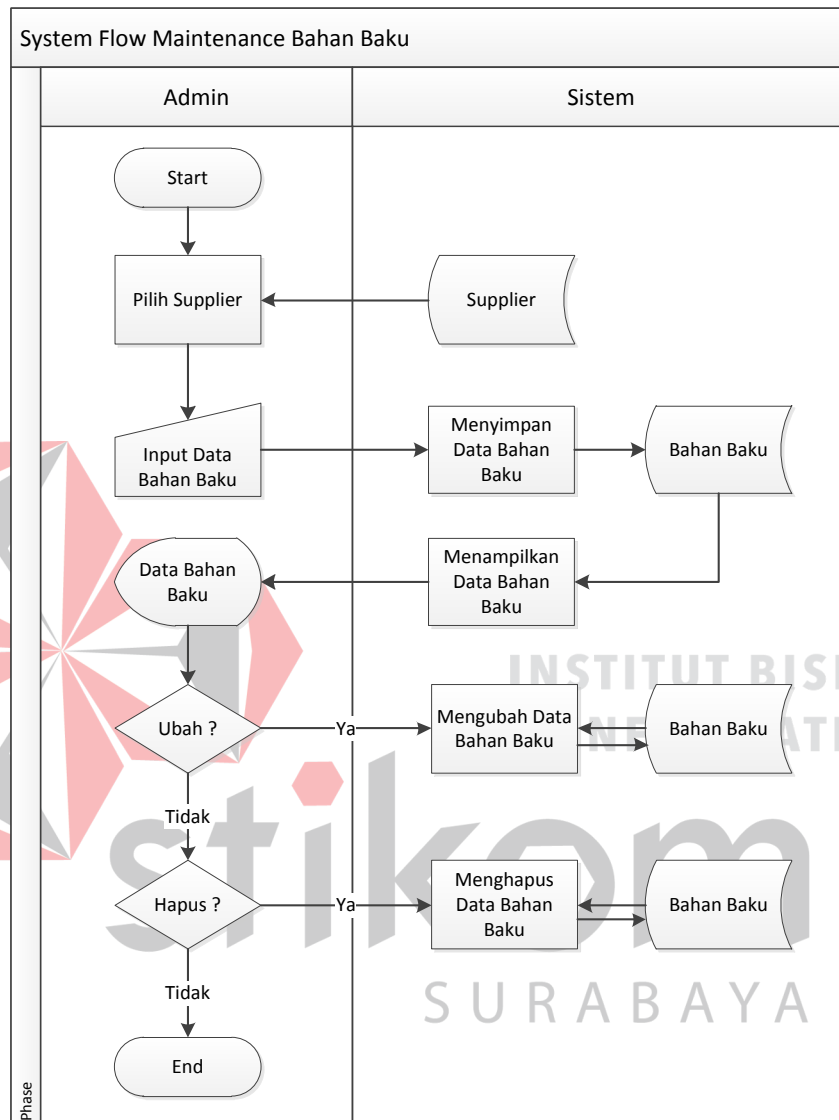 System Flow Maintenance Bahan Baku
Admin
Sistem
Start
Pilih Supplier
Supplier
Input Data
Bahan Baku
Menyimpan
Data Bahan
Baku
Bahan Baku
Data Bahan
Baku
Menampilkan
Data Bahan
Baku
INSTITUT BISI
Ubah ?
Ya
Mengubah Data
Bahan Baku
Bahan Baku
Tidak
stikom
Hapus ?
Ya
Menghapus
Data Bahan
Baku
Bahan Baku
Tidak
SURABAYA
End
Phase